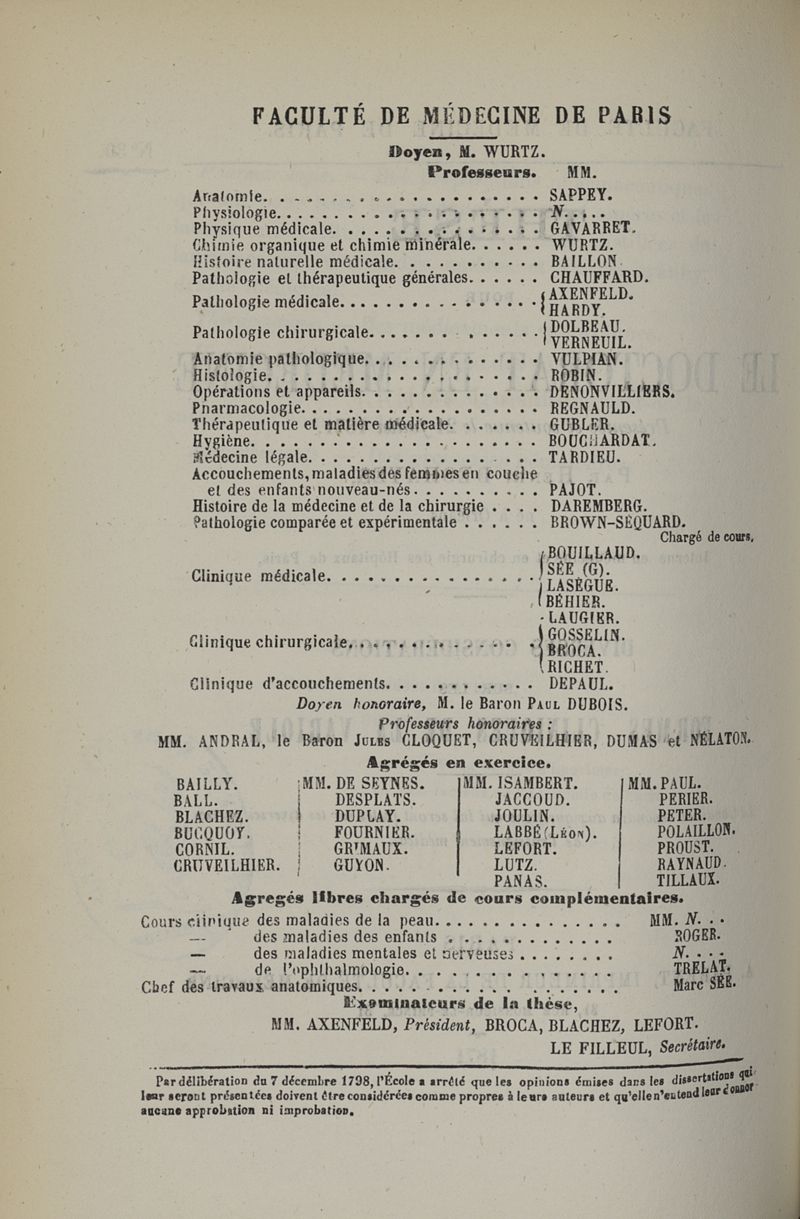 FACULTÉ DE MÉDECINE DE PARIS
Doyen, M. WURTZ.
Professeurs. MM.
Anatomie. . . . . . . . . . . . . . . . . . . . SAPPEY.
Physiologie. . . . . . . . . . . . . . . . . . . N. . . . .
Physique médicale. . . . . . . . . . . . . . . GAVARRET.
Chimie organique et chimie minérale. . . . . . WURTZ.
Histoire naturelle médicale. . . . . . . . . . . BAILLON
Pathologie et thérapeutique générales. . . . . . CHAUFFARD.
Pathologie médicale. . . . . . . . . . . . . . . . { AXENFELD.
HARDY.
Pathologie chirurgicale. . . . . . . . . . . . . . { DOLBEAU.
VERNEUIL.
Anatomie pathologique. . . . . . . . . . . . . VULPIAN.
Histologie. . . . . . . . . . . . . . . . . . . . ROBIN.
Opérations et appareils. . . . . . . . . . . . . DENONVILLIERS.
Pharmacologie. . . . . . . . . . . . . . . . . . REGNAULD.
Thérapeutique et matière médicale. . . . . . . GUBLER.
Hygiène. . . . . . . . . . . . . . . . . . . . . BOUCHARDAT.
Médecine légale. . . . . . . . . . . . . . . . . TARDIEU.
Accouchements, maladies des femmes en couche
et des enfants nouveau-nés. . . . . . . . . . PAJOT.
Histoire de la médecine et de la chirurgie . . . . DAREMBERG.
Pathologie comparée et expérimentale . . . . . . BROWN-SÉQUARD.
Chargé de cours.
Clinique médicale. . . . . . . . . . . . . . . . { BOUILLAUD.
SÉE (G).
LASÈGUE.
BÉHIER.
Clinique chirurgicale. . . . . . . . . . . . . . { LAUGIER.
GOSSELIN.
BROCA.
RICHET.
Clinique d'accouchements. . . . . . . . . . . DEPAUL.
Doyen honoraire, M. le Baron PAUL DUBOIS.
Professeurs honoraires :
MM. ANDRAL, le Baron JULES CLOQUET, CRUVEILHIER, DUMAS et NÉLATON.
Agrégés en exercice.
BAILLY. MM. DE SEYNES. MM. ISAMBERT. MM. PAUL.
BALL. DESPLATS. JACCOUD. PERIER.
BLACHEZ. DUPLAY. JOULIN. PETER.
BUCQUOY. FOURNIER. LABBÉ (LÉON). POLAILLON.
CORNIL. GRIMAUX. LEFORT. PROUST.
CRUVEILHIER. GUYON. LUTZ. RAYNAUD.
PANAS. TILLAUX.
Agregés libres chargés de cours complémentaires.
Cours clinique des maladies de la peau. . . . . . . . . . . . . . . MM. N. . .
— des maladies des enfants . . . . . . . . . . . . . ROGER.
— des maladies mentales et nerveuses . . . . . . . . N. . . .
— de l'ophthalmologie. . . . . . . . . . . . . . . TRELAT.
Chef des travaux anatomiques. . . . . . . . . . . . . . . . . . . Marc SÉE.
Examinateurs de la thèse,
MM. AXENFELD, Président, BROCA, BLACHEZ, LEFORT.
LE FILLEUL, Secrétaire.
Par délibération du 7 décembre 1798, l'École a arrêté que les opinions émises dans les dissertations qui
leur seront présentées doivent être considérées comme propres à leurs auteurs et qu'elle n'entend leur donner
aucune approbation ni improbation.